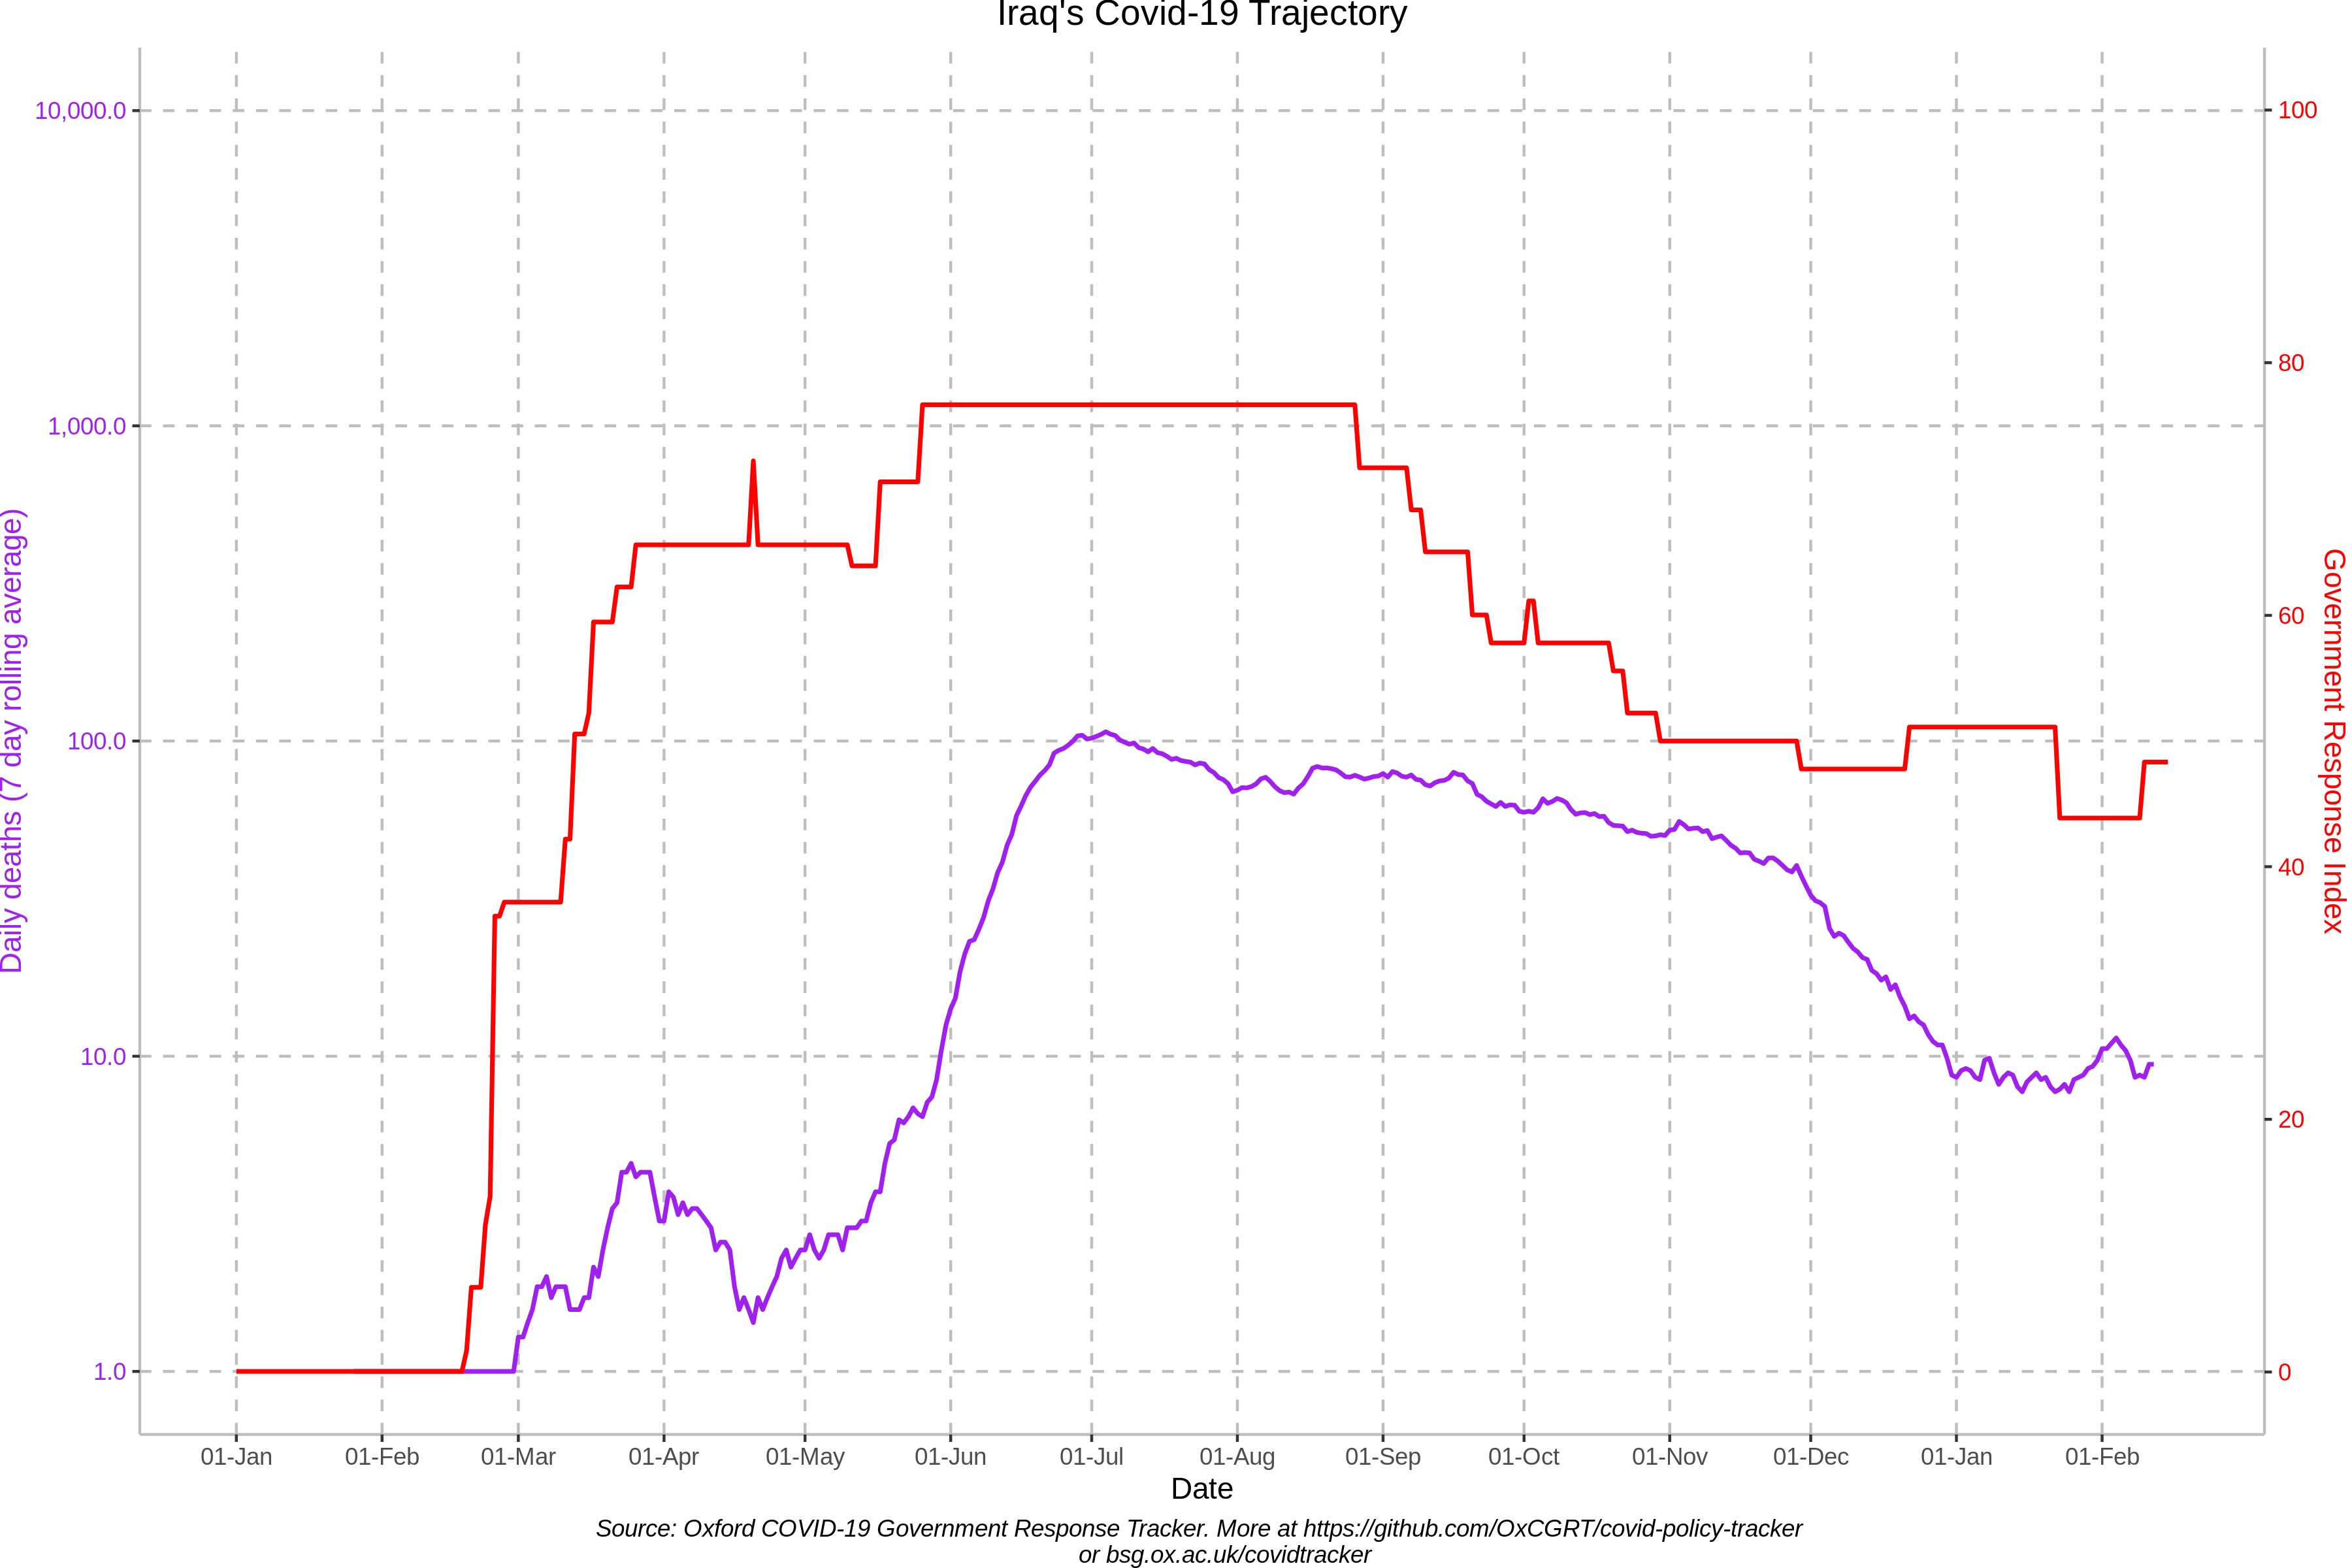 Iraq's Covid-19 Trajectory
10,000.0
1,000.0
100.0
10.0
1.0
Daily deaths (7 day rolling average)
100
80
60
40
20
0
Government Response Index
01-Jan
01-Feb
01-Mar
01-Apr
01-May
01-Jun
01-Jul
01-Aug
01-Sep
01-Oct
01-Nov
01-Dec
01-Jan
01-Feb
Date
Source: Oxford COVID-19 Government Response Tracker. More at https://github.com/OxCGRT/covid-policy-tracker
or bsg.ox.ac.uk/covidtracker